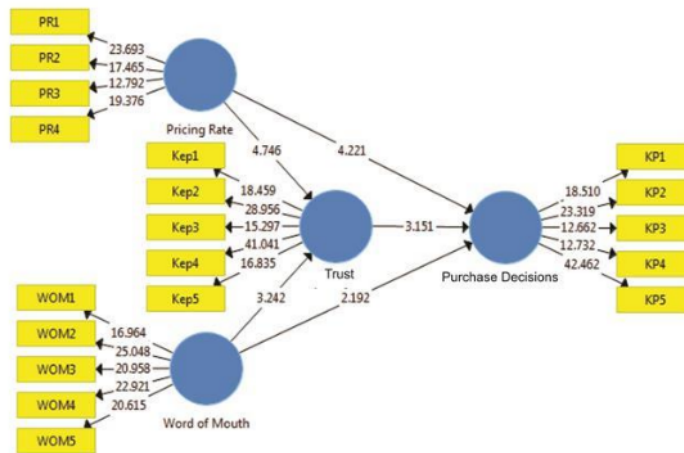 PR1
PR2
PR3
PR4
23.693
17.465
12.792
19.376
Pricing Rate
4.746
4.221
Kep1
Kep2
Kep3
Kep4
Kep5
18.459
28.956
15.297
41.041
16.835
Trust
3.151
3.242
2.192
KP1
KP2
KP3
KP4
KP5
18.510
23.319
12.662
12.732
42.462
Purchase Decisions
WOM1
WOM2
WOM3
WOM4
WOM5
16.964
25.048
20.958
22.921
20.615
Word of Mouth